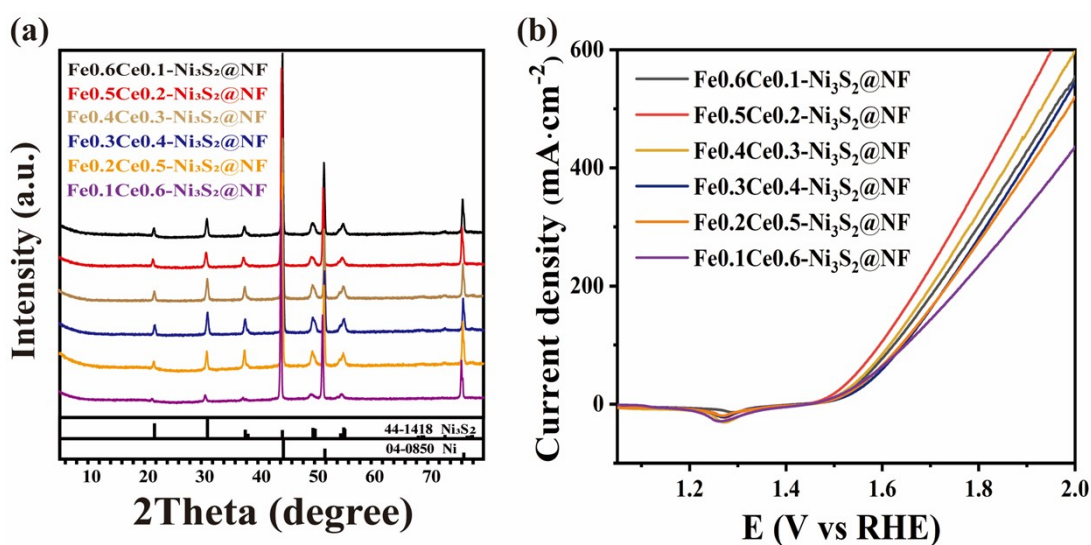 (a)
Fe0.6Ce0.1-Ni₃S₂@NF
Fe0.5Ce0.2-Ni₃S₂@NF
Fe0.4Ce0.3-Ni₃S₂@NF
Fe0.3Ce0.4-Ni₃S₂@NF
Fe0.2Ce0.5-Ni₃S₂@NF
Fe0.1Ce0.6-Ni₃S₂@NF
Intensity (a.u.)
44-1418 Ni₃S₂
04-0850 Ni
10 20 30 40 50 60 70
2Theta (degree)
(b)
Fe0.6Ce0.1-Ni₃S₂@NF
Fe0.5Ce0.2-Ni₃S₂@NF
Fe0.4Ce0.3-Ni₃S₂@NF
Fe0.3Ce0.4-Ni₃S₂@NF
Fe0.2Ce0.5-Ni₃S₂@NF
Fe0.1Ce0.6-Ni₃S₂@NF
Current density (mA·cm⁻²)
600
400
200
0
1.2 1.4 1.6 1.8 2.0
E (V vs RHE)